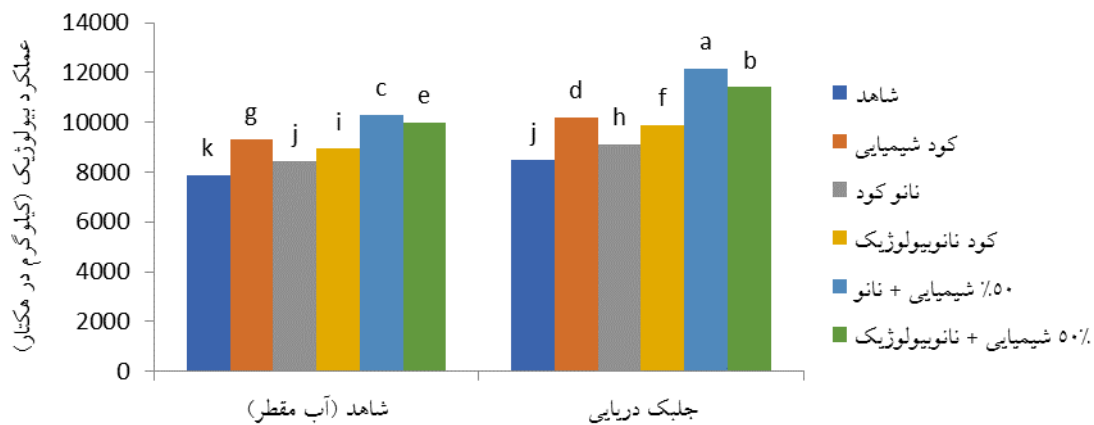 عملکرد بیولوژیک (کیلوگرم در هکتار)
14000
12000
10000
8000
6000
4000
2000
0
k g j i c e
j d h f a b
شاهد (آب مقطر)
جلبک دریایی
شاهد
کود شیمیایی
نانو کود
کود نانوبیولوژیک
۵۰٪ شیمیایی + نانو
۵۰٪ شیمیایی + نانوبیولوژیک